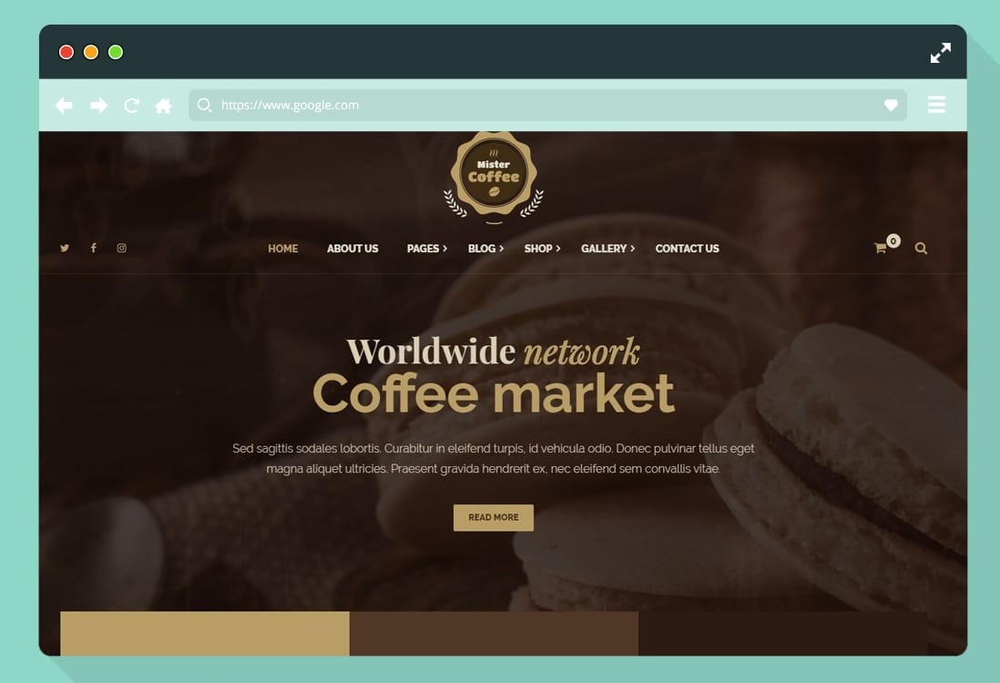 https://www.google.com
Mister
Coffee
HOME ABOUT US PAGES BLOG SHOP GALLERY CONTACT US
0
Worldwide network
Coffee market
Sed sagittis sodales lobortis. Curabitur in eleifend turpis, id vehicula odio. Donec pulvinar tellus eget
magna aliquet ultricies. Praesent gravida hendrerit ex, nec eleifend sem convallis vitae.
READ MORE